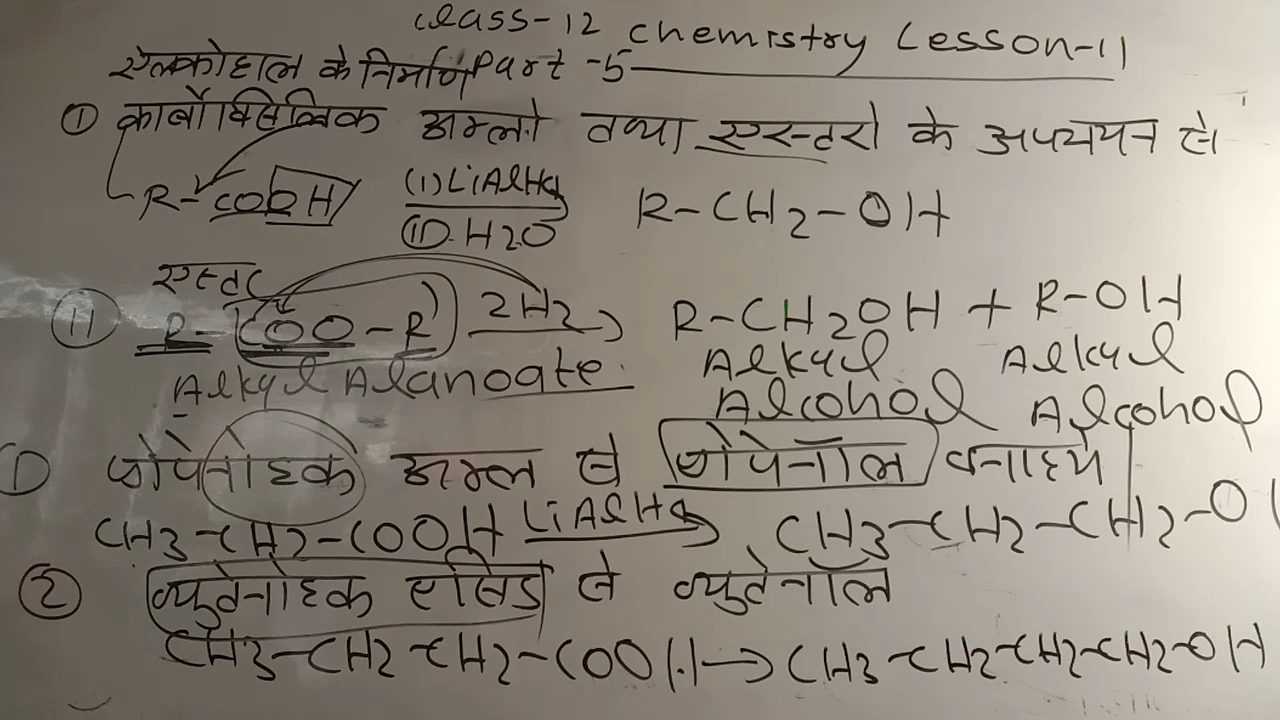 Class-12 chemistry Lesson-11
ऐल्कोहाल के निर्माण Part -5
① कार्बोक्सिलिक अम्लो तथा एस्टरो के अपचयन से।
R-COOH (I) LiAlH4 (II). H2O R-CH2-OH
एस्टर
II R-COO-R' 2H2 R-CH2OH + R-OH
Alkyl Alanoate. Alkyl Alkyl
Alcohol Alcohol
① प्रोपेनोइक अम्ल से प्रोपेनॉल बनाइये
CH3-CH2-COOH LiAlH4 CH3-CH2-CH2-O
② व्युतेनोइक एसिड से व्युटेनॉल
CH3-CH2-CH2-COOH → CH3-CH2-CH2-CH2-OH